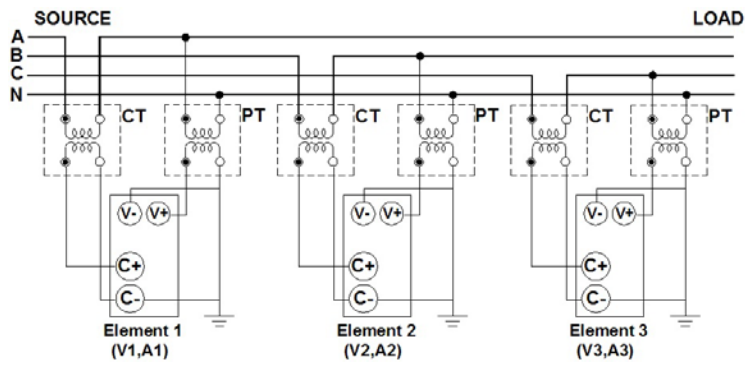 SOURCE LOAD
A
B
C
N
CT PT CT PT CT PT
V- V+ V- V+ V- V+
C+ C+ C+
C- C- C-
Element 1 Element 2 Element 3
(V1,A1) (V2,A2) (V3,A3)